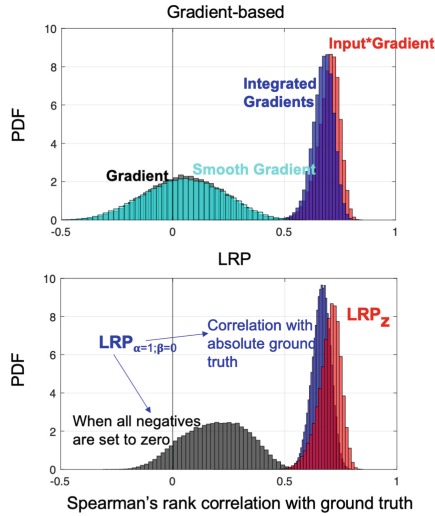 Gradient-based
10
8
6
4
2
0
PDF
Input*Gradient
Integrated
Gradients
Gradient
Smooth Gradient
-0.5
0
0.5
1
LRP
10
8
6
4
2
0
PDF
LRPα=1;β=0
Correlation with
absolute ground
truth
LRPz
When all negatives
are set to zero
-0.5
0
0.5
1
Spearman's rank correlation with ground truth